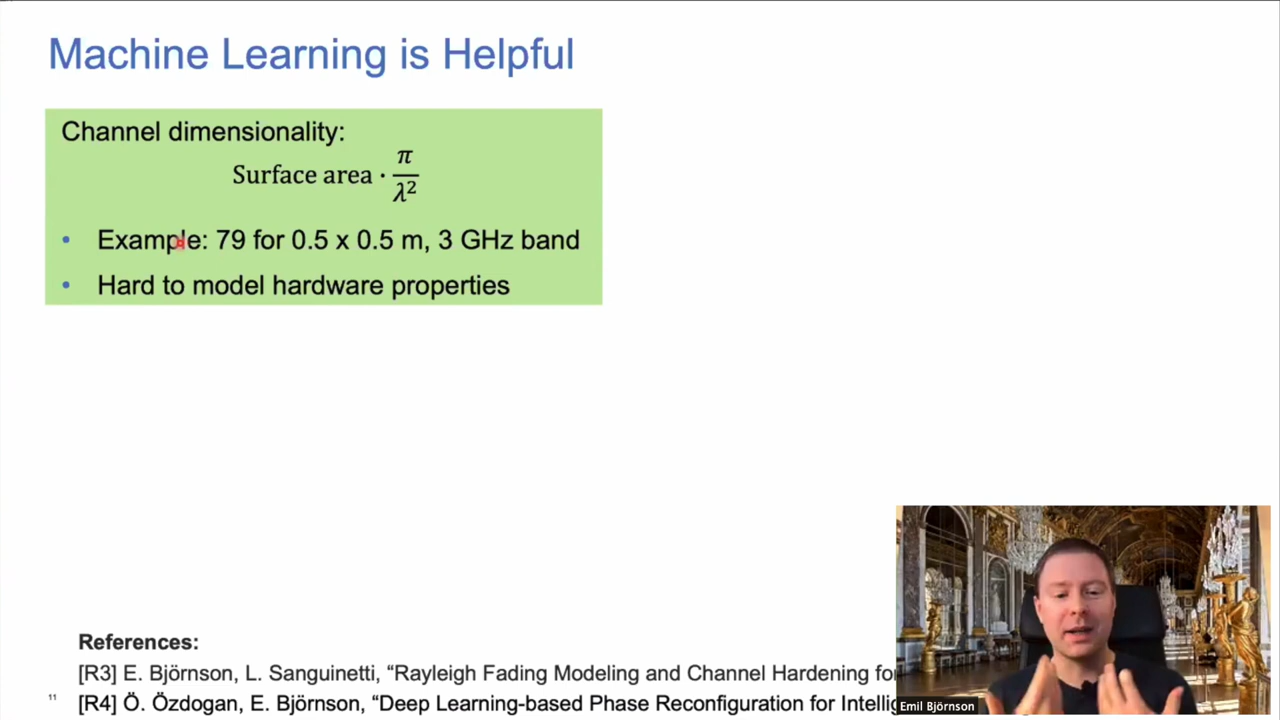 Machine Learning is Helpful
Channel dimensionality:
Surface area · π/λ²
• Example: 79 for 0.5 x 0.5 m, 3 GHz band
• Hard to model hardware properties
References:
[R3] E. Björnson, L. Sanguinetti, “Rayleigh Fading Modeling and Channel Hardening for
11 [R4] Ö. Özdogan, E. Björnson, “Deep Learning-based Phase Reconfiguration for Intellig
Emil Björnson